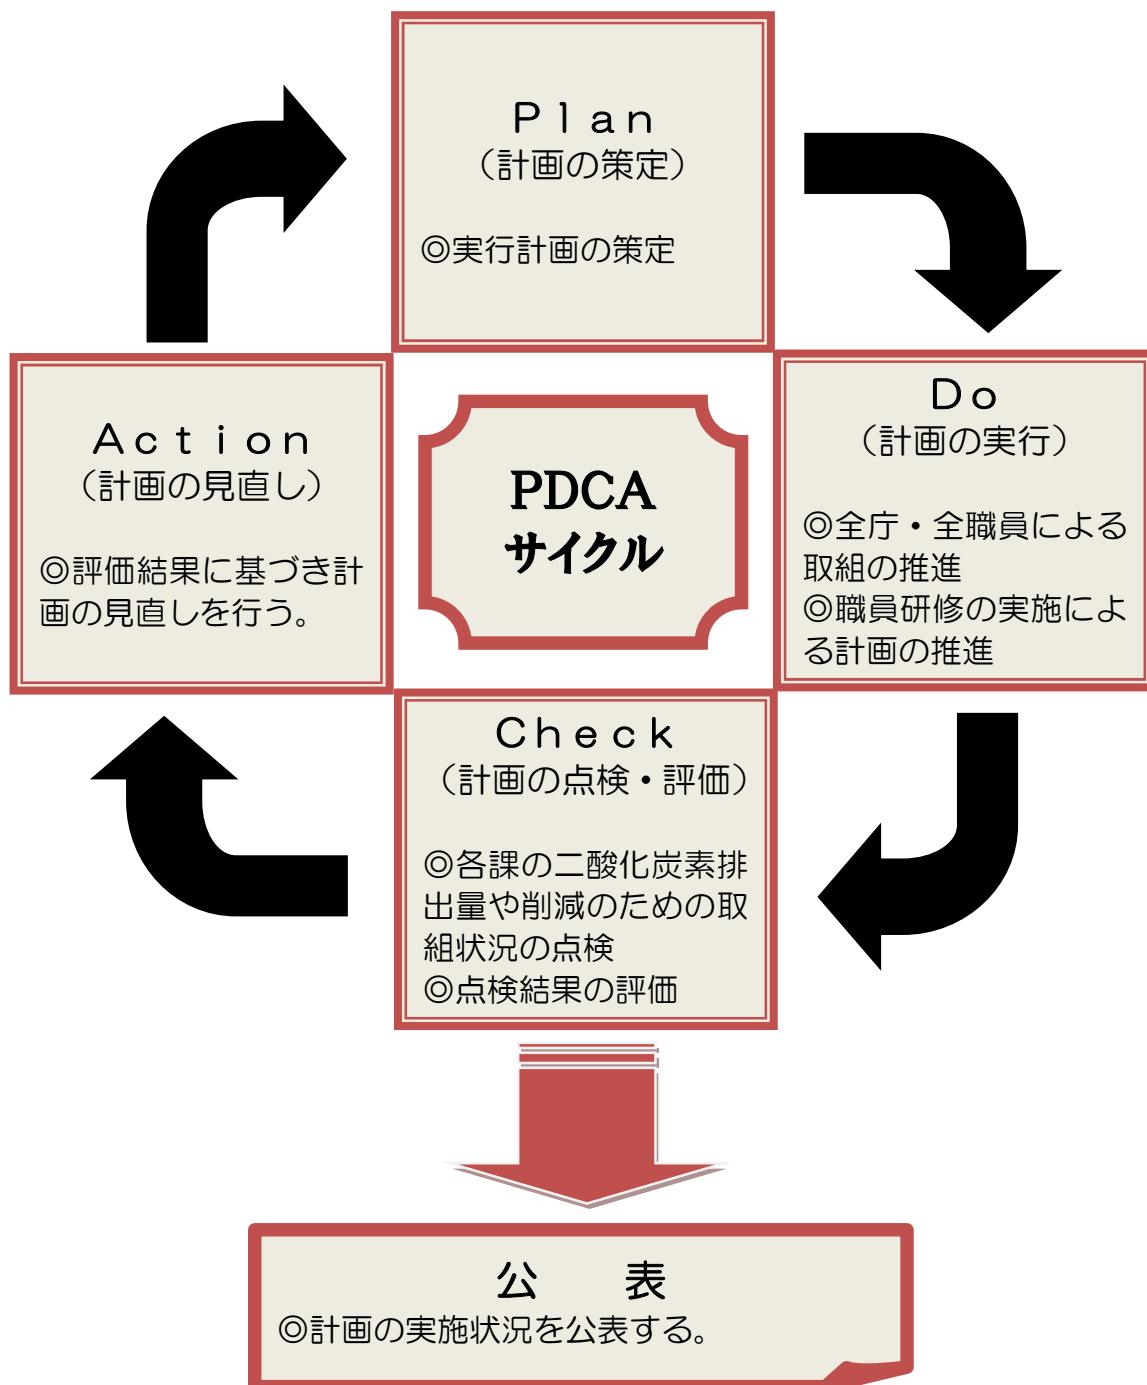 Ｐｌａｎ
（計画の策定）
◎実行計画の策定
Ｄｏ
（計画の実行）
◎全庁・全職員による
取組の推進
◎職員研修の実施によ
る計画の推進
Ａｃｔｉｏｎ
（計画の見直し）
◎評価結果に基づき計
画の見直しを行う。
PDCA
サイクル
Ｃｈｅｃｋ
（計画の点検・評価）
◎各課の二酸化炭素排
出量や削減のための取
組状況の点検
◎点検結果の評価
公　　表
◎計画の実施状況を公表する。